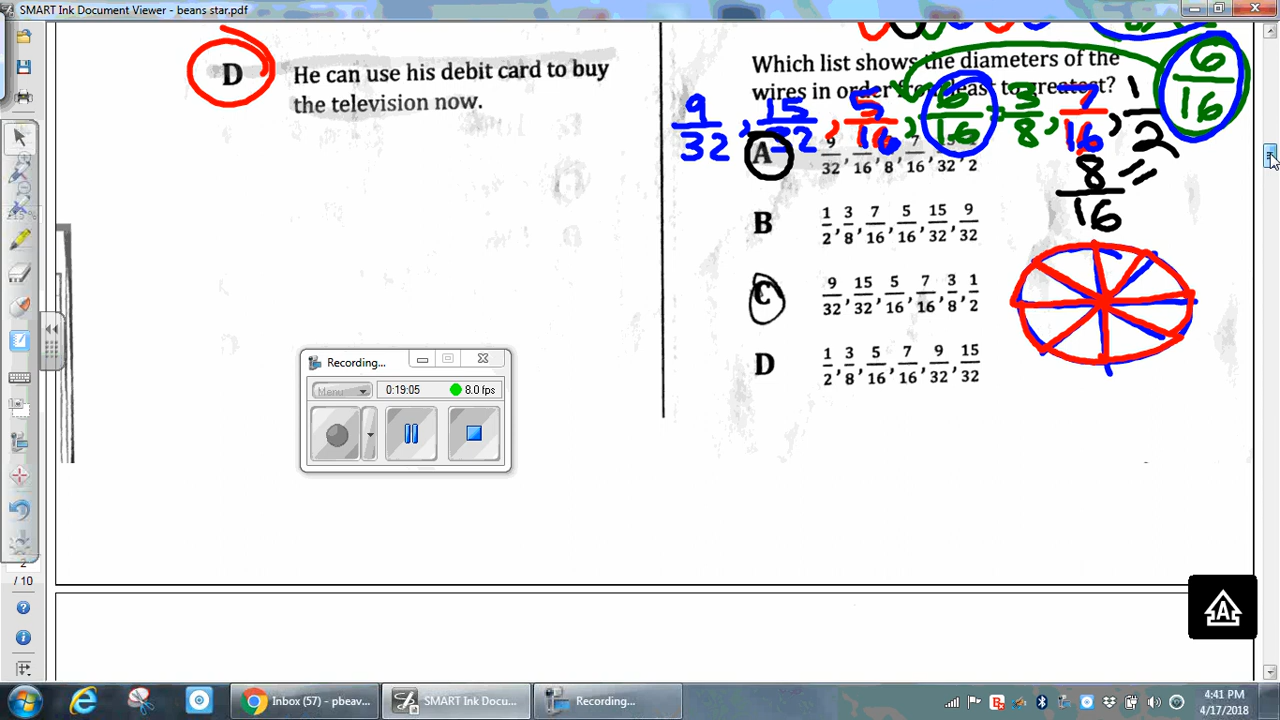 SMART Ink Document Viewer - beans star.pdf
D He can use his debit card to buy
the television now.
Which list shows the diameters of the
wires in order from least to greatest?
6/16
9/32, 15/32, 5/16, 6/16, 3/8, 7/16, 1/2
8/16 =
A 9/32, 5/16, 3/8, 7/16, 15/32, 1/2
B 1/2, 3/8, 7/16, 5/16, 15/32, 9/32
C 9/32, 15/32, 5/16, 7/16, 3/8, 1/2
D 1/2, 3/8, 5/16, 7/16, 9/32, 15/32
Recording...
Menu 0:19:05 8.0 fps
2
/ 10
A
Inbox (57) - pbeav...
SMART Ink Docu...
Recording...
4:41 PM
4/17/2018